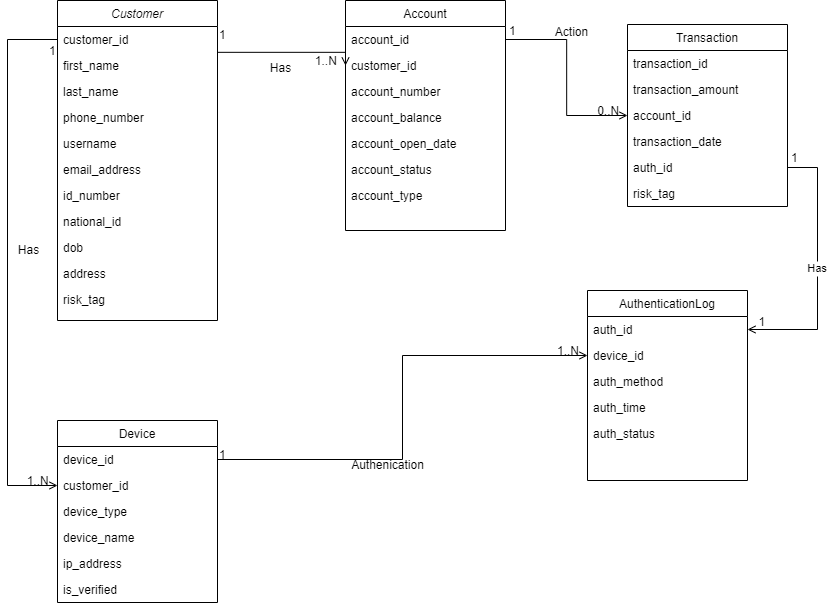 Customer
customer_id
first_name
last_name
phone_number
username
email_address
id_number
national_id
dob
address
risk_tag
1
1
Has
1..N
Account
account_id
customer_id
account_number
account_balance
account_open_date
account_status
account_type
1
Action
0..N
Transaction
transaction_id
transaction_amount
account_id
transaction_date
auth_id
risk_tag
1
Has
1
Has
AuthenticationLog
auth_id
device_id
auth_method
auth_time
auth_status
1..N
Device
device_id
customer_id
device_type
device_name
ip_address
is_verified
1..N
1
Authenication